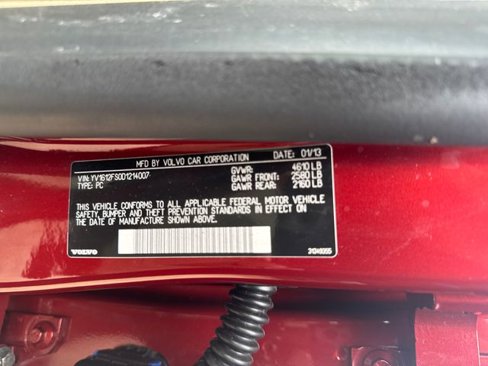 MFD BY VOLVO CAR CORPORATION
DATE: 01/13
VIN: YV1612FS0D1214007
TYPE: PC
GVWR: 4610 LB
GAWR FRONT: 2580 LB
GAWR REAR: 2160 LB
THIS VEHICLE CONFORMS TO ALL APPLICABLE FEDERAL MOTOR VEHICLE
SAFETY, BUMPER AND THEFT PREVENTION STANDARDS IN EFFECT ON
THE DATE OF MANUFACTURE SHOWN ABOVE.
VOLVO